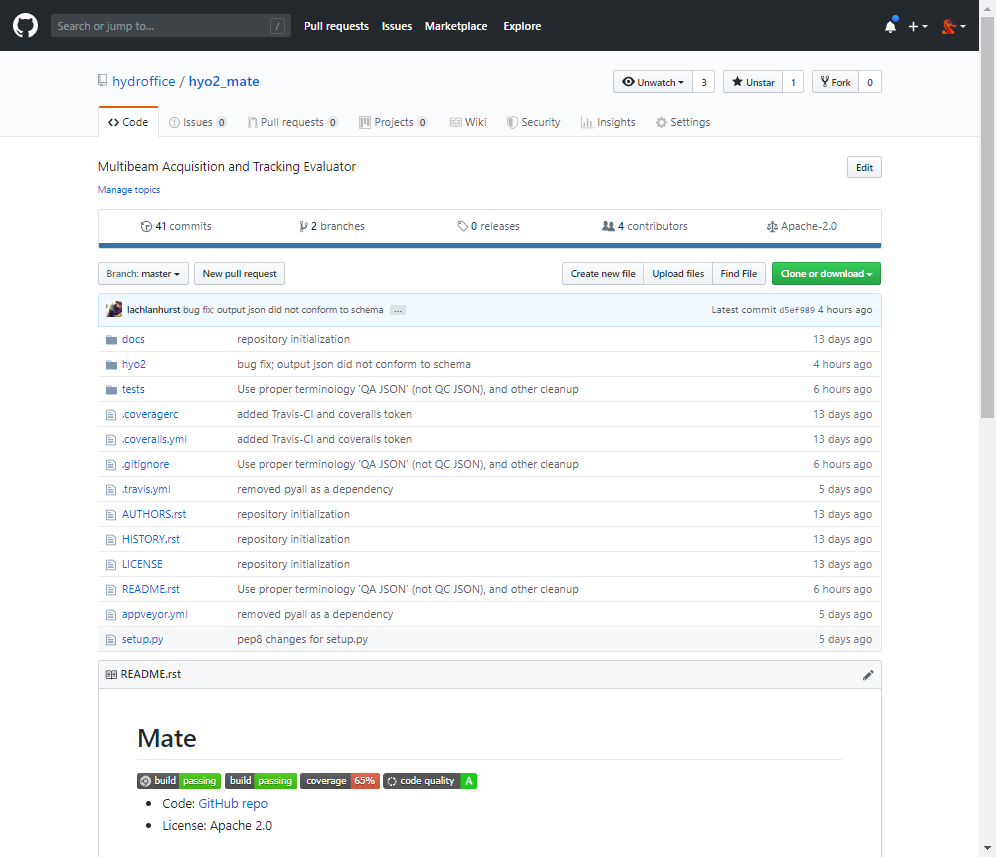 Search or jump to... / Pull requests Issues Marketplace Explore
hydroffice / hyo2_mate Unwatch 3 Unstar 1 Fork 0
Code Issues 0 Pull requests 0 Projects 0 Wiki Security Insights Settings
Multibeam Acquisition and Tracking Evaluator Edit
Manage topics
41 commits 2 branches 0 releases 4 contributors Apache-2.0
Branch: master New pull request Create new file Upload files Find File Clone or download
lachlanhurst bug fix; output json did not conform to schema ... Latest commit d5ef989 4 hours ago
docs repository initialization 13 days ago
hyo2 bug fix; output json did not conform to schema 4 hours ago
tests Use proper terminology 'QA JSON' (not QC JSON), and other cleanup 6 hours ago
.coveragerc added Travis-CI and coveralls token 13 days ago
.coveralls.yml added Travis-CI and coveralls token 13 days ago
.gitignore Use proper terminology 'QA JSON' (not QC JSON), and other cleanup 6 hours ago
.travis.yml removed pyall as a dependency 5 days ago
AUTHORS.rst repository initialization 13 days ago
HISTORY.rst repository initialization 13 days ago
LICENSE repository initialization 13 days ago
README.rst Use proper terminology 'QA JSON' (not QC JSON), and other cleanup 6 hours ago
appveyor.yml removed pyall as a dependency 5 days ago
setup.py pep8 changes for setup.py 5 days ago
README.rst
Mate
build passing build passing coverage 65% code quality A
• Code: GitHub repo
• License: Apache 2.0